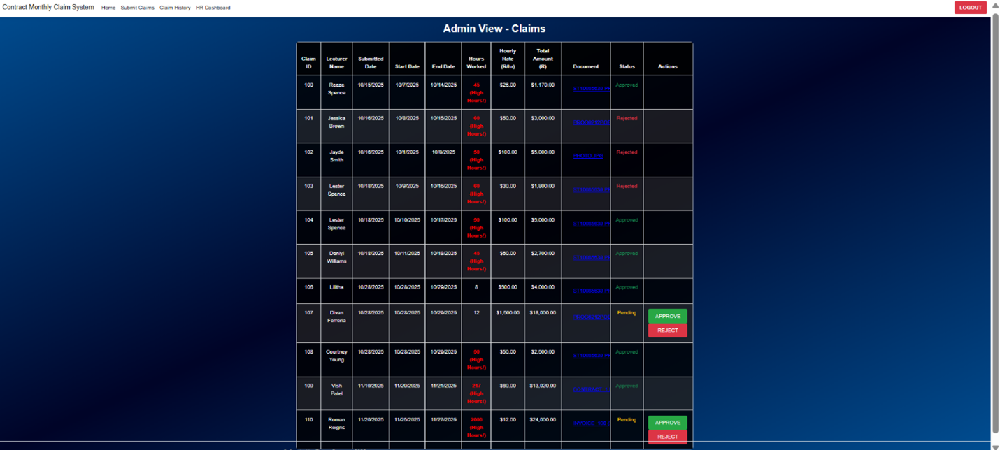 Contract Monthly Claim System Home Submit Claims Claim History HR Dashboard LOGOUT
Admin View - Claims
Claim ID Lecturer Name Submitted Date Start Date End Date Hours Worked Hourly Rate (R/hr) Total Amount (R) Document Status Actions
100 Reeze Spence 10/15/2025 10/7/2025 10/14/2025 45 (High Hours!) $26.00 $1,170.00 Approved
101 Jessica Brown 10/16/2025 10/8/2025 10/15/2025 60 (High Hours!) $50.00 $3,000.00 Rejected
102 Jayde Smith 10/16/2025 10/1/2025 10/8/2025 50 (High Hours!) $100.00 $5,000.00 PHOTO.JPG Rejected
103 Lester Spence 10/18/2025 10/9/2025 10/16/2025 60 (High Hours!) $30.00 $1,800.00 Rejected
104 Lester Spence 10/18/2025 10/10/2025 10/17/2025 50 (High Hours!) $100.00 $5,000.00 Approved
105 Daniyl Williams 10/18/2025 10/11/2025 10/18/2025 45 (High Hours!) $60.00 $2,700.00 Approved
106 Lilitha 10/28/2025 10/28/2025 10/29/2025 8 $500.00 $4,000.00 Approved
107 Divan Ferreria 10/28/2025 10/28/2025 10/29/2025 12 $1,500.00 $18,000.00 Pending APPROVE
REJECT
108 Courtney Young 10/28/2025 10/28/2025 10/29/2025 50 (High Hours!) $50.00 $2,500.00 Approved
109 Vish Patel 11/19/2025 11/20/2025 11/21/2025 217 (High Hours!) $60.00 $13,020.00 Approved
110 Roman Reigns 11/20/2025 11/25/2025 11/27/2025 2000 (High Hours!) $12.00 $24,000.00 Pending APPROVE
REJECT